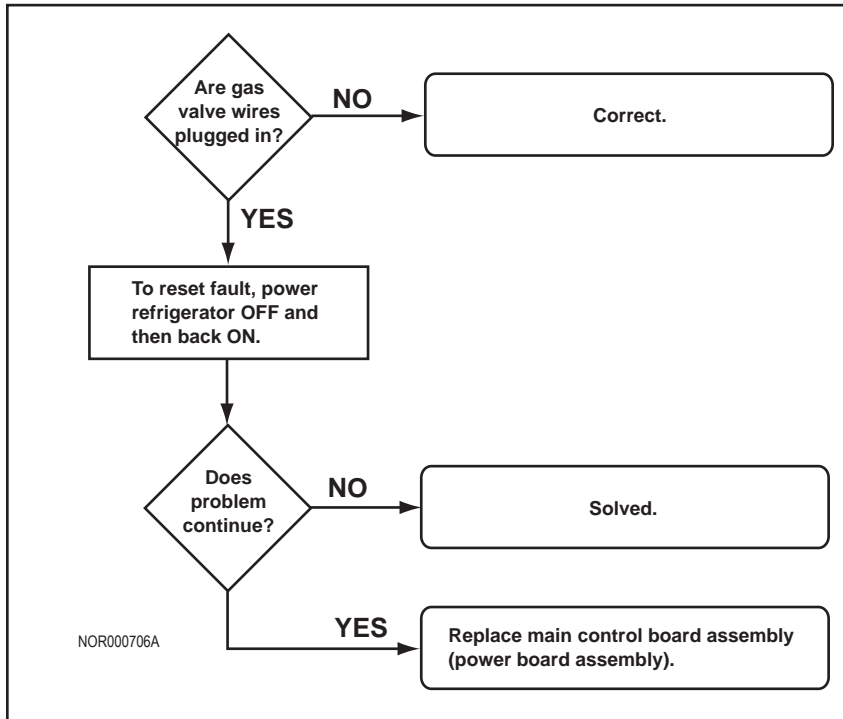 Are gas
valve wires
plugged in?
NO
Correct.
YES
To reset fault, power
refrigerator OFF and
then back ON.
Does
problem
continue?
NO
Solved.
YES
Replace main control board assembly
(power board assembly).
NOR000706A